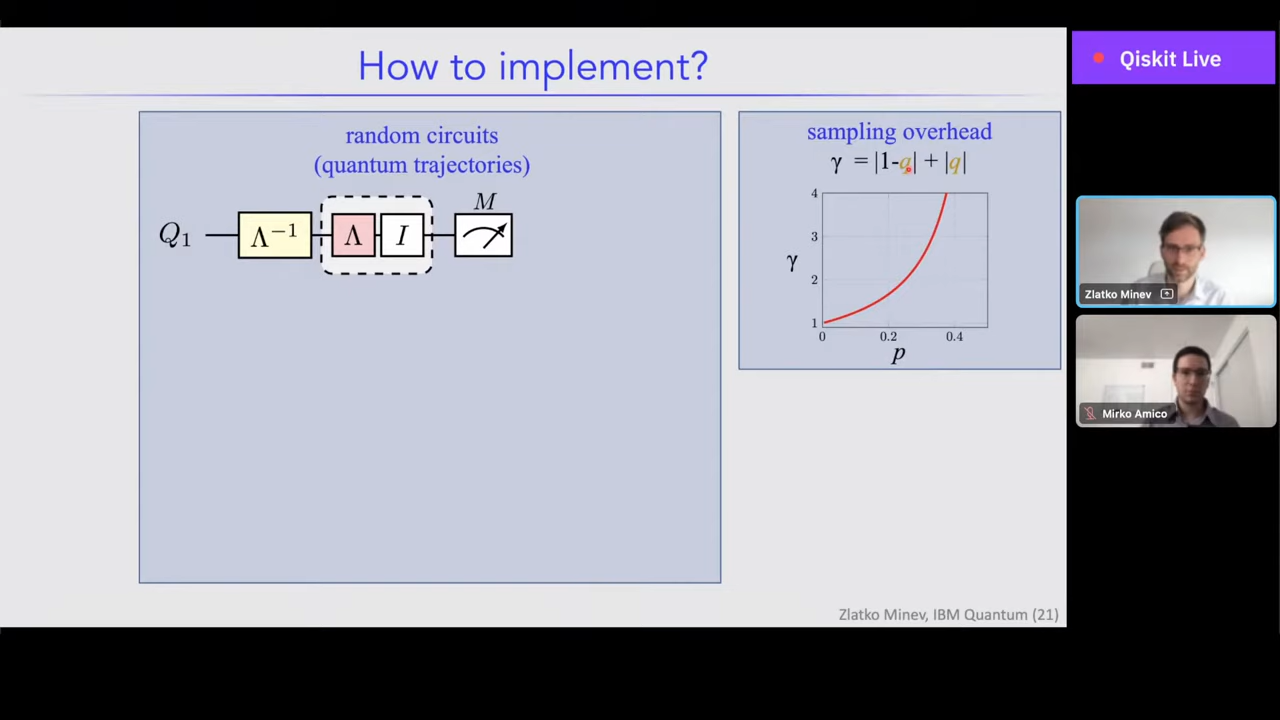 How to implement?
Qiskit Live
random circuits
(quantum trajectories)
Q₁ Λ⁻¹ Λ I M
sampling overhead
γ = |1-q| + |q|
4
3
γ
2
1
0 0.2 0.4
p
Zlatko Minev
Mirko Amico
Zlatko Minev, IBM Quantum (21)